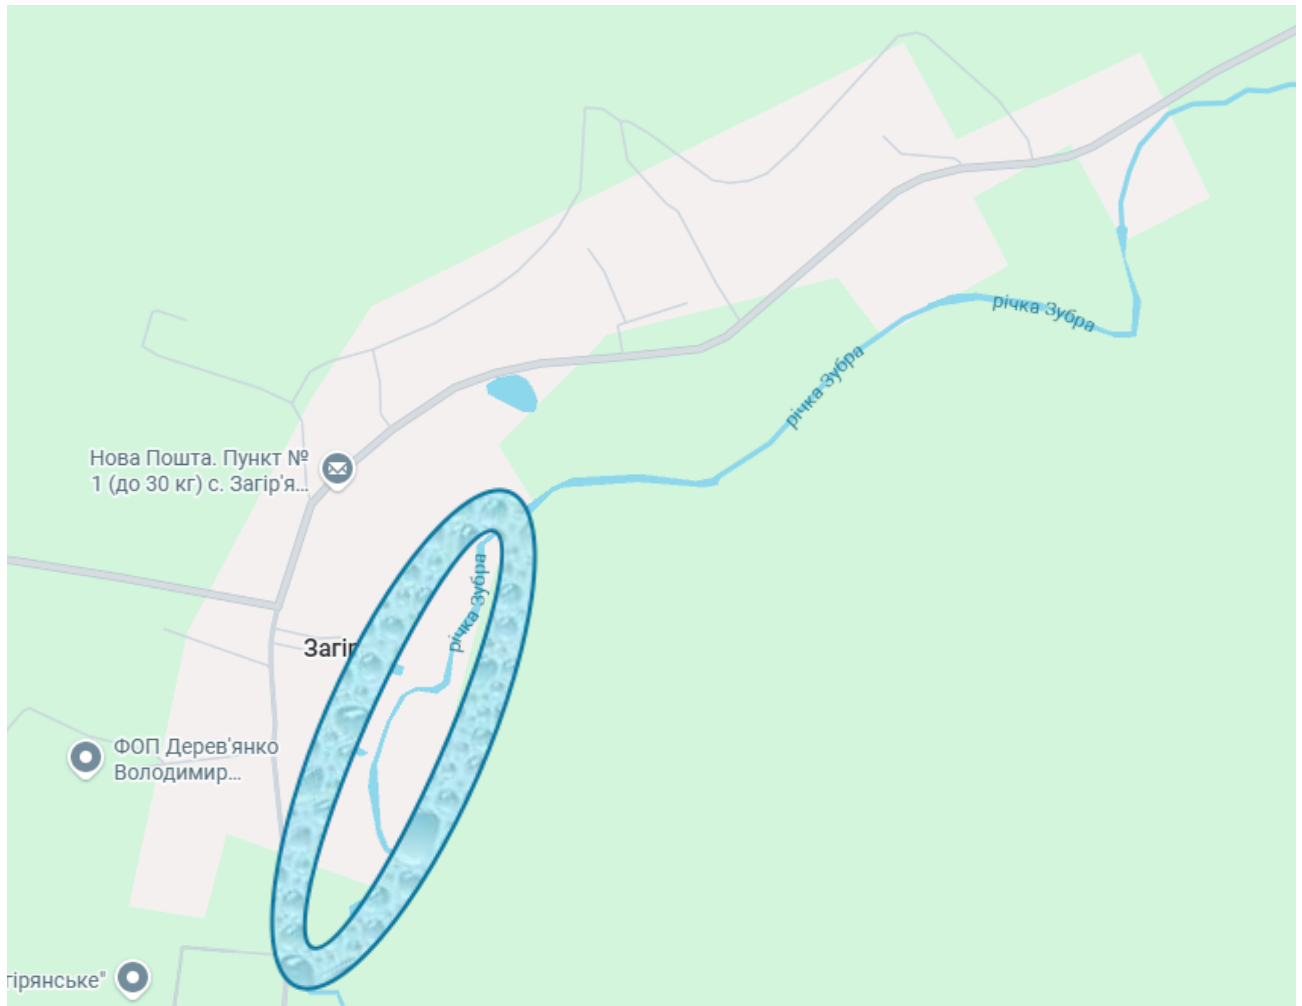 річка Зубра
річка Зубра
Нова Пошта. Пункт №
1 (до 30 кг) с. Загір'я...
річка Зубра
ФОП Дерев'янко
Володимир...
гірянське"